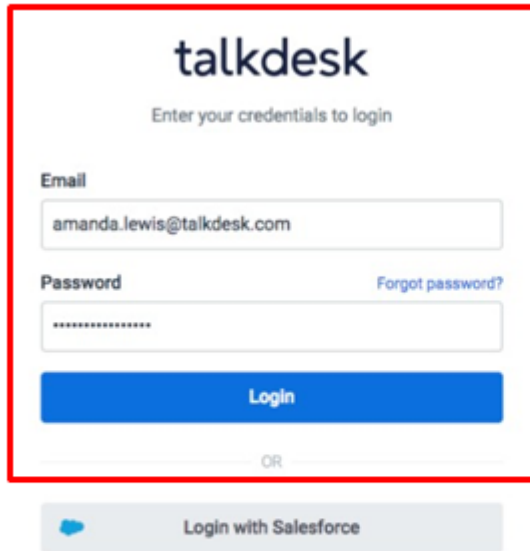 talkdesk
Enter your credentials to login
Email
amanda.lewis@talkdesk.com
Password Forgot password?
••••••••••••••••
Login
OR
Login with Salesforce